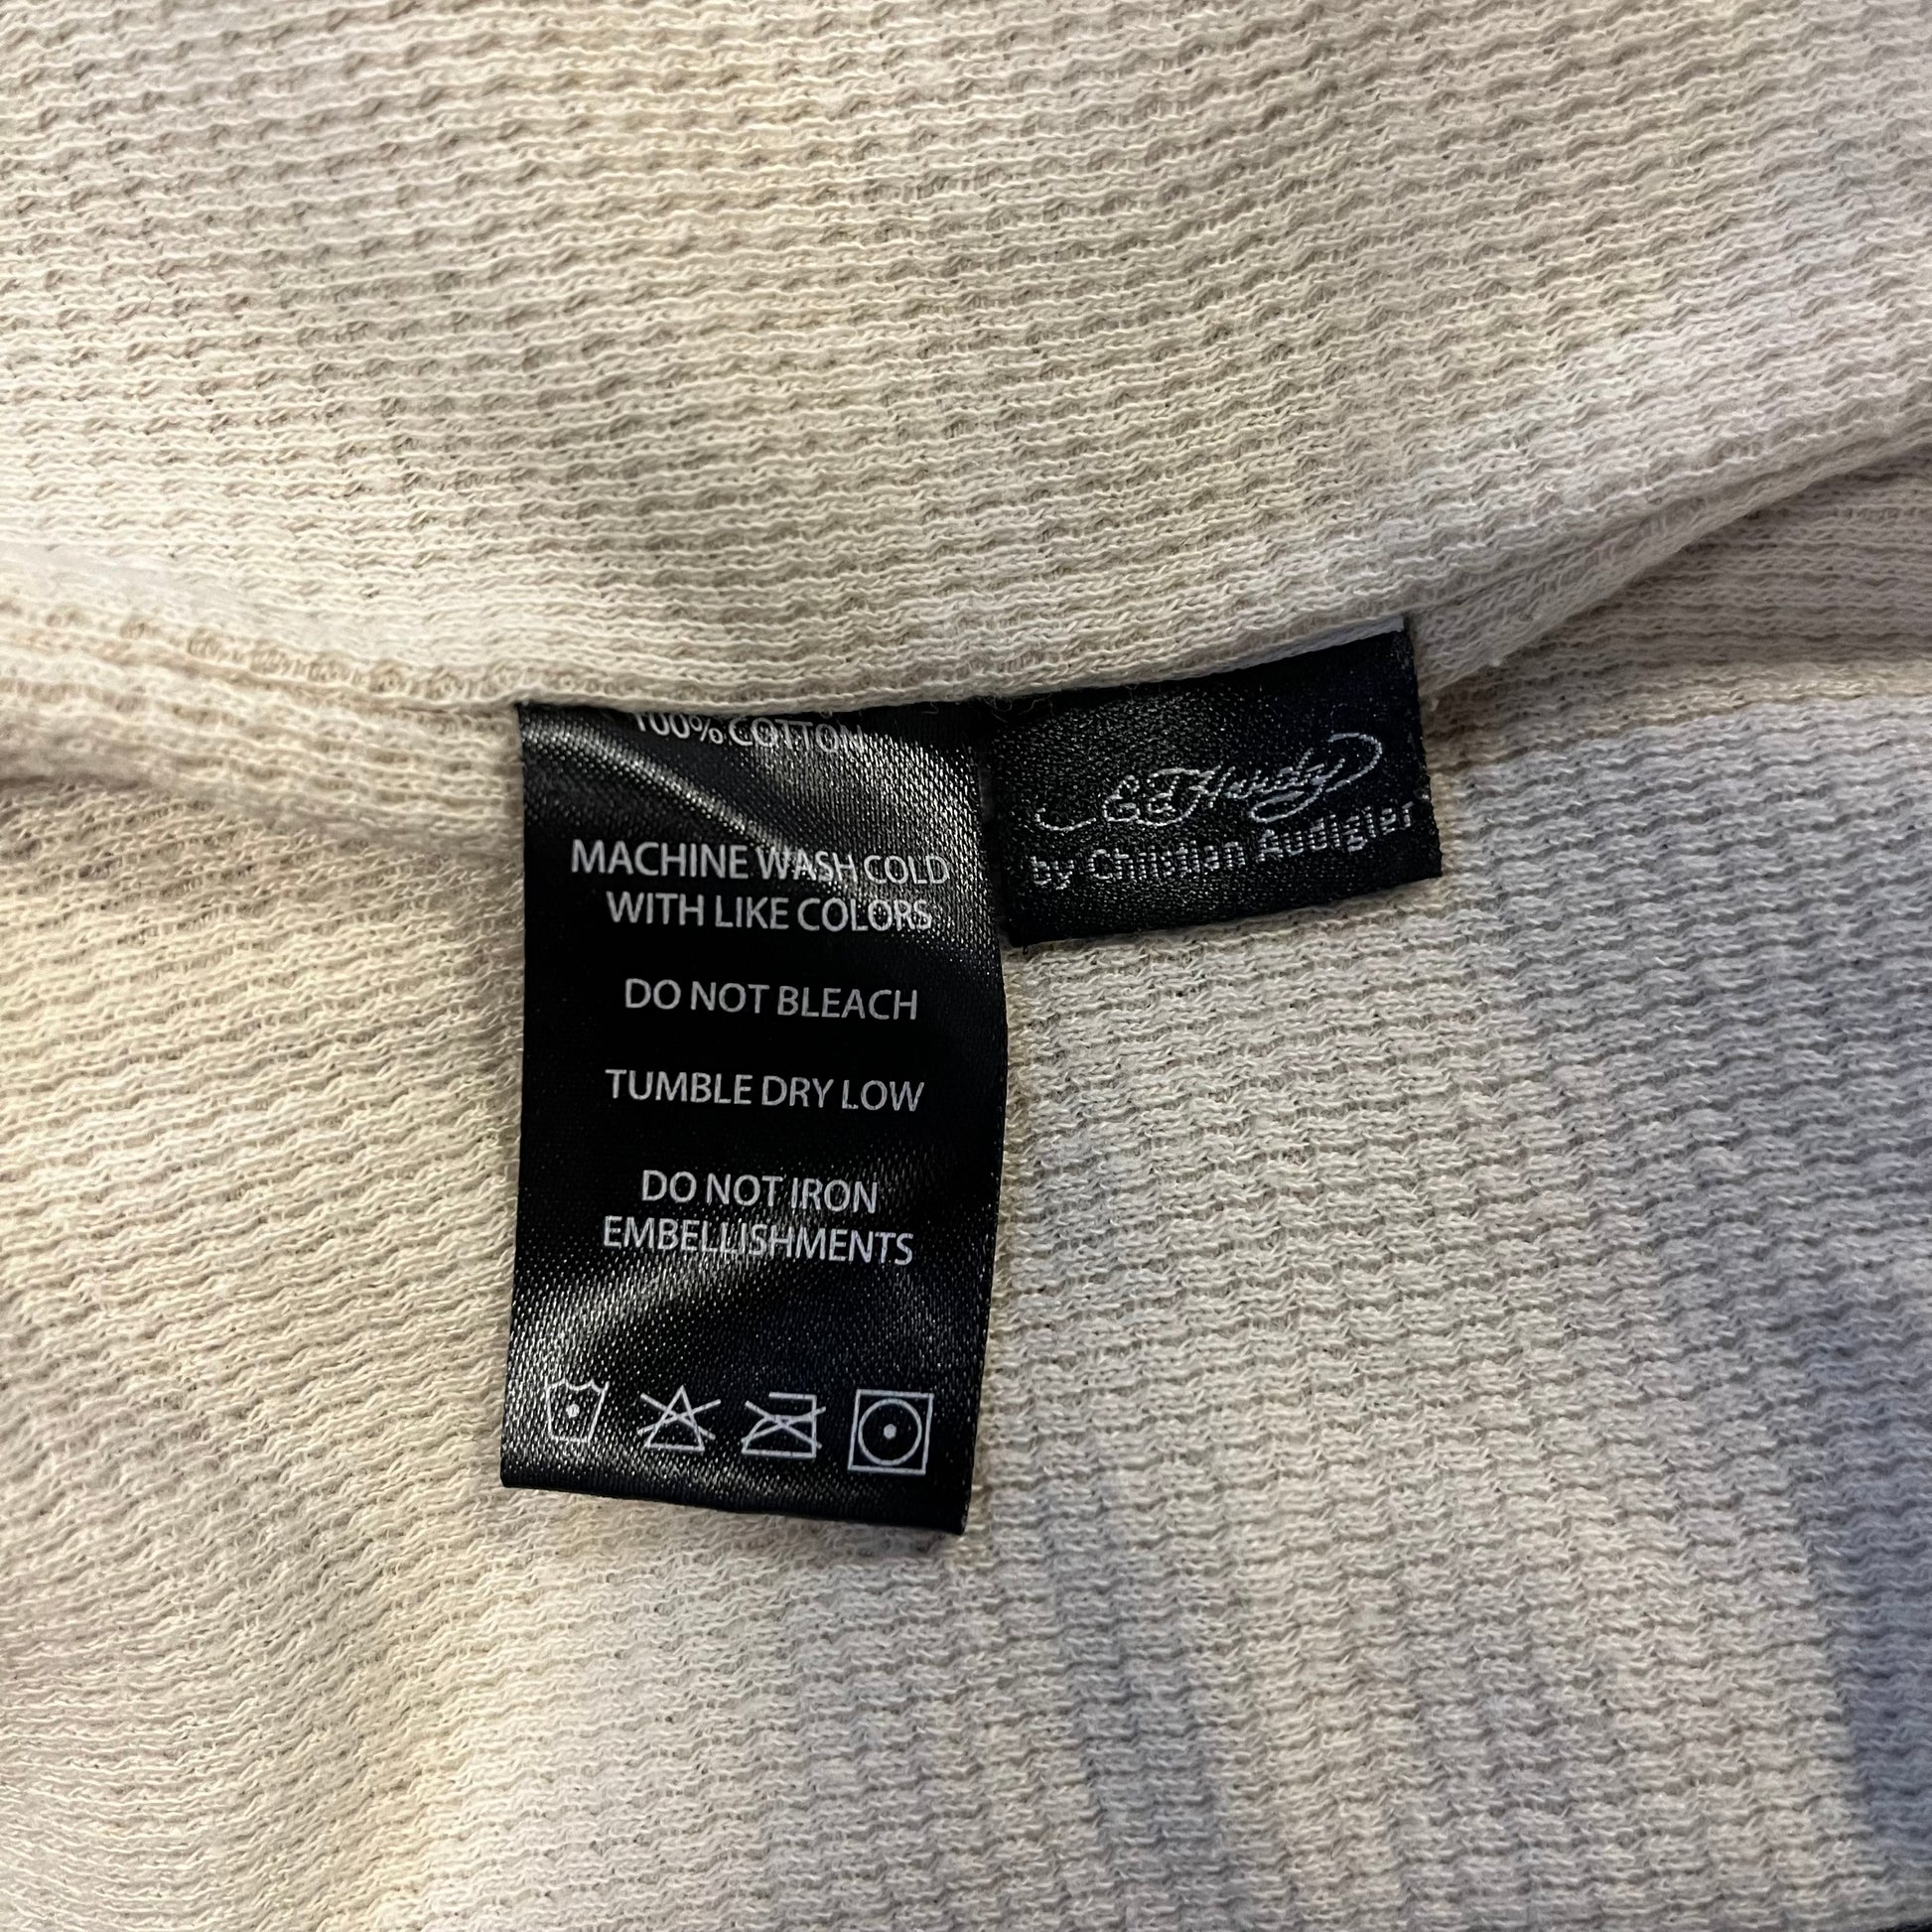 100% COTTON
MACHINE WASH COLD
WITH LIKE COLORS
DO NOT BLEACH
TUMBLE DRY LOW
DO NOT IRON
EMBELLISHMENTS
Ed Hardy
by Christian Audigier